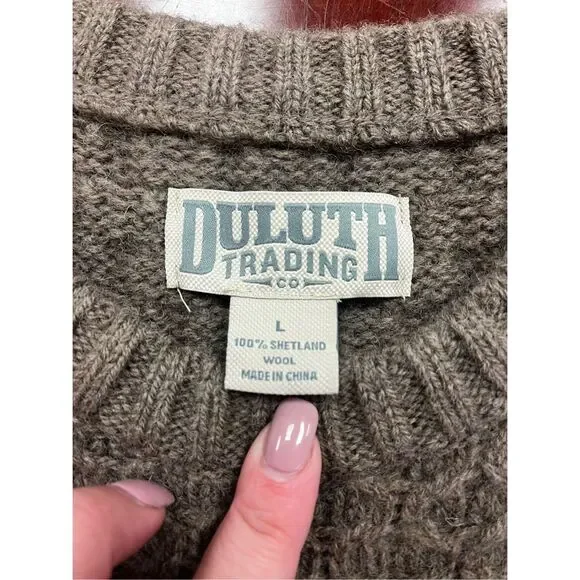 DULUTH
TRADING
CO
L
100% SHETLAND
WOOL
MADE IN CHINA